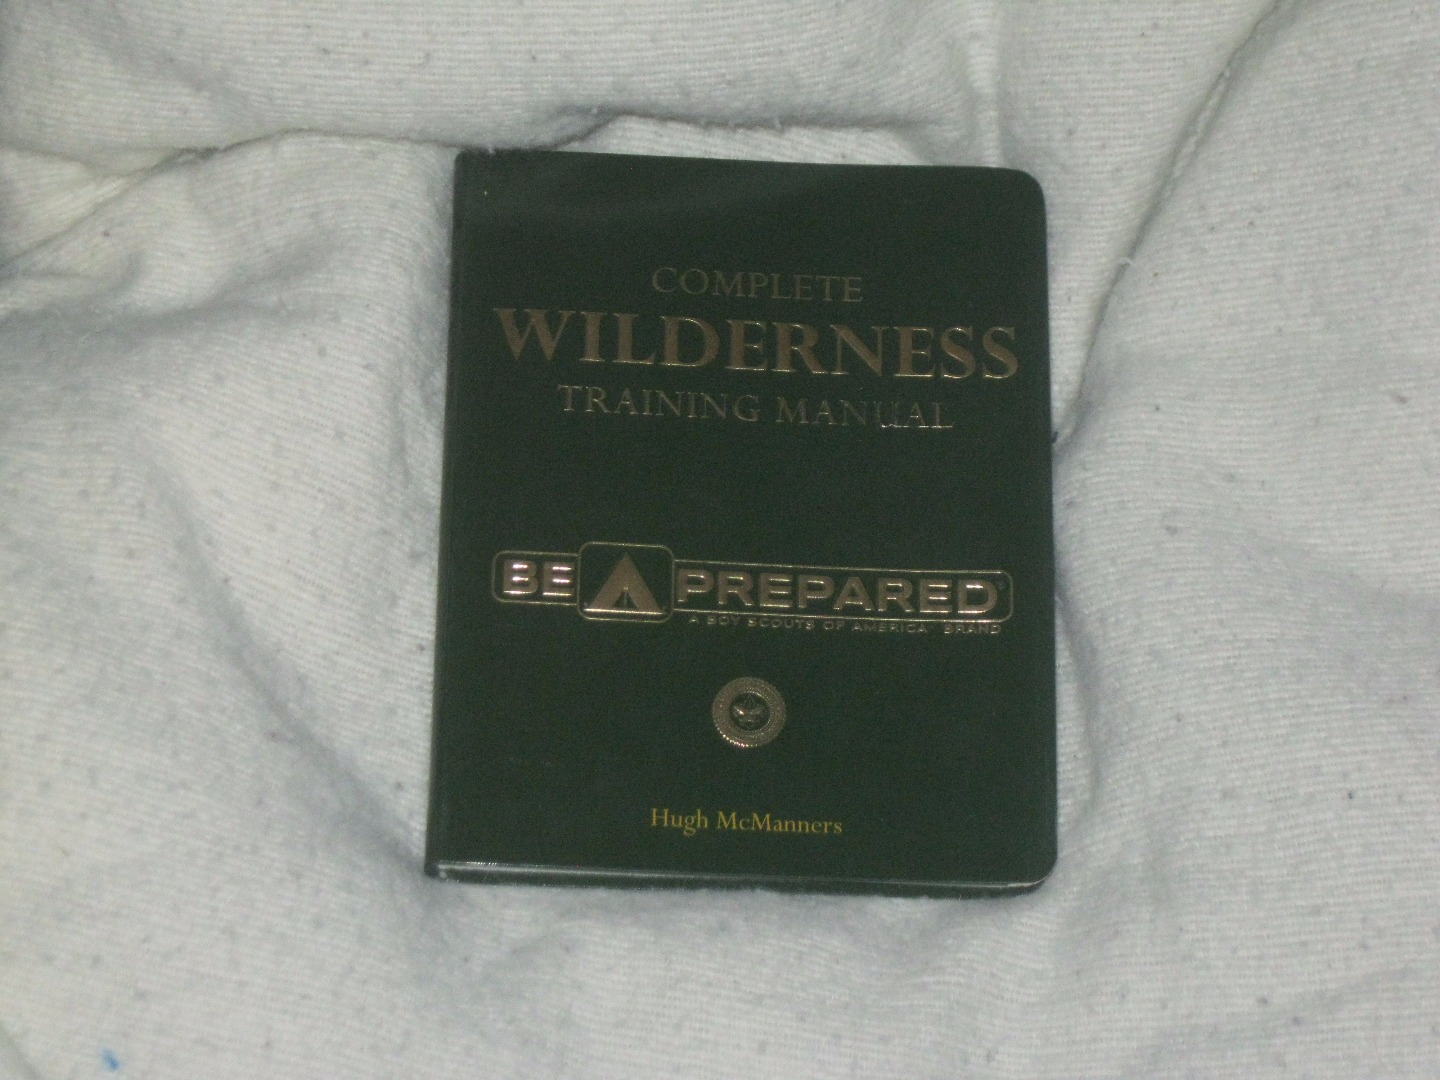 COMPLETE
WILDERNESS
TRAINING MANUAL
BE PREPARED
A BOY SCOUTS OF AMERICA BRAND
Hugh McManners